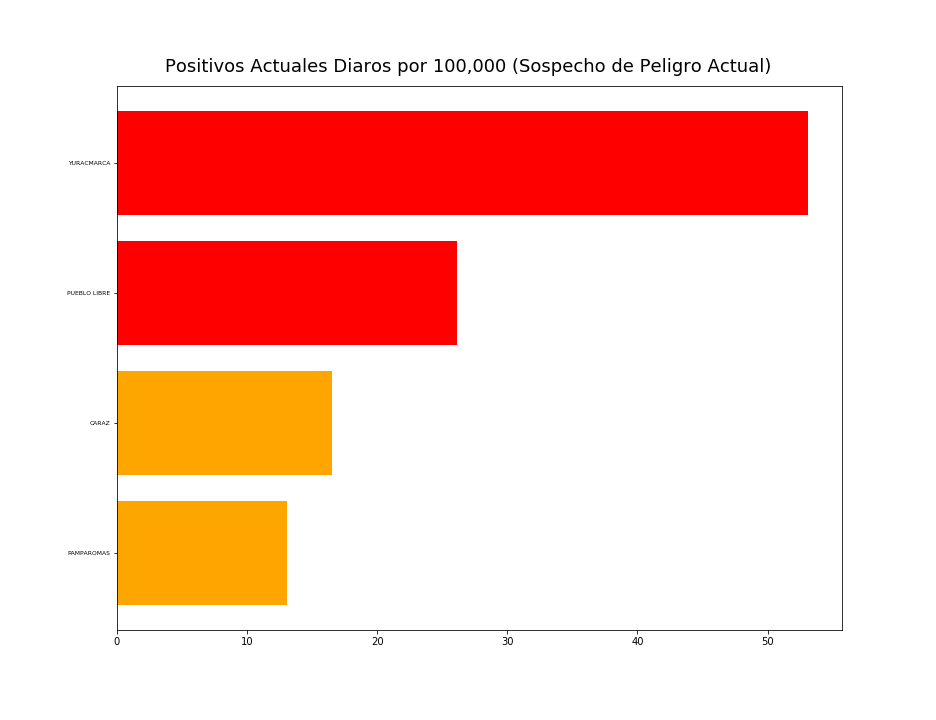 Positivos Actuales Diaros por 100,000 (Sospecho de Peligro Actual)
YURACMARCA
PUEBLO LIBRE
CARAZ
PAMPAROMAS
0 10 20 30 40 50